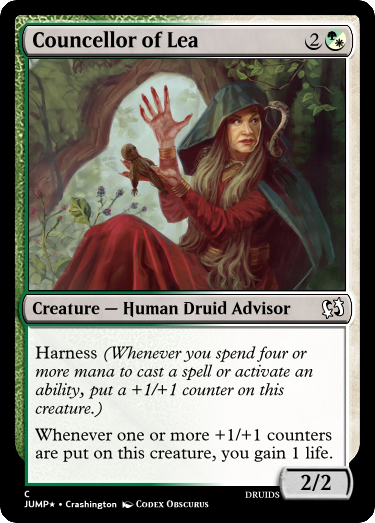 Councellor of Lea 2
Creature — Human Druid Advisor
Harness (Whenever you spend four or
more mana to cast a spell or activate an
ability, put a +1/+1 counter on this
creature.)
Whenever one or more +1/+1 counters
are put on this creature, you gain 1 life.
2/2
C DRUIDS
JUMP★ • Crashington Codex Obscurus